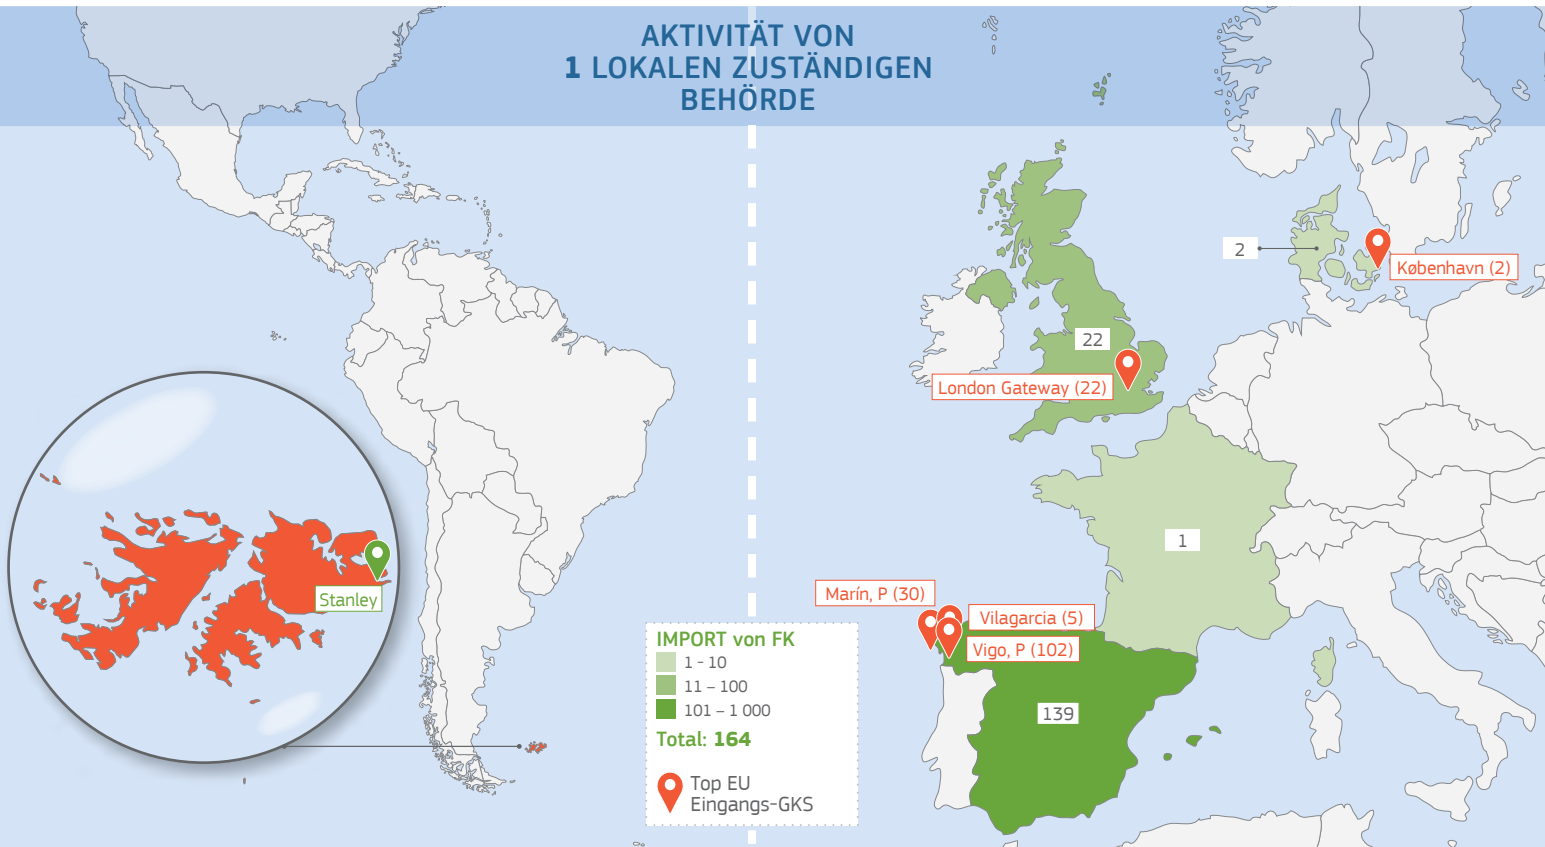 AKTIVITÄT VON
1 LOKALEN ZUSTÄNDIGEN
BEHÖRDE
2
København (2)
22
London Gateway (22)
1
Stanley
Marín, P (30)
Vilagarcia (5)
Vigo, P (102)
139
IMPORT von FK
1 - 10
11 – 100
101 – 1 000
Total: 164
Top EU
Eingangs-GKS